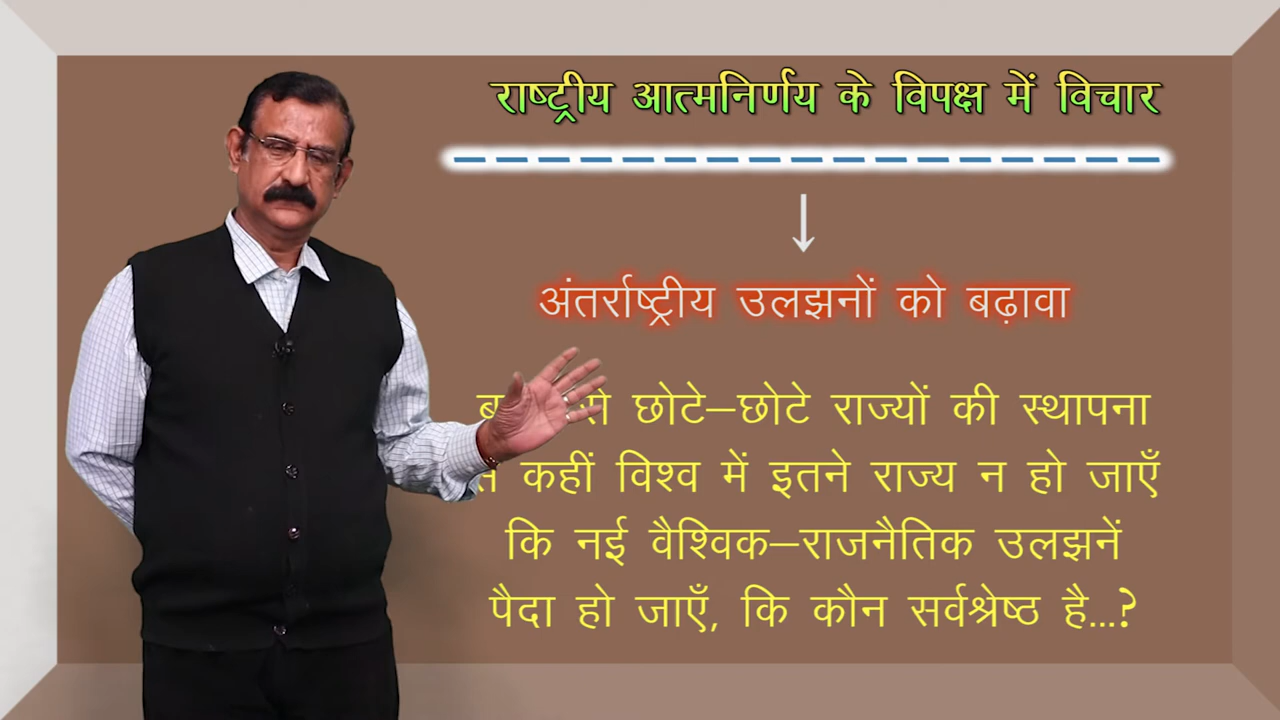 राष्ट्रीय आत्मनिर्णय के विपक्ष में विचार
अंतर्राष्ट्रीय उलझनों को बढ़ावा
छोटे–छोटे राज्यों की स्थापना
कहीं विश्व में इतने राज्य न हो जाएँ
कि नई वैश्विक–राजनैतिक उलझनें
पैदा हो जाएँ, कि कौन सर्वश्रेष्ठ है...?